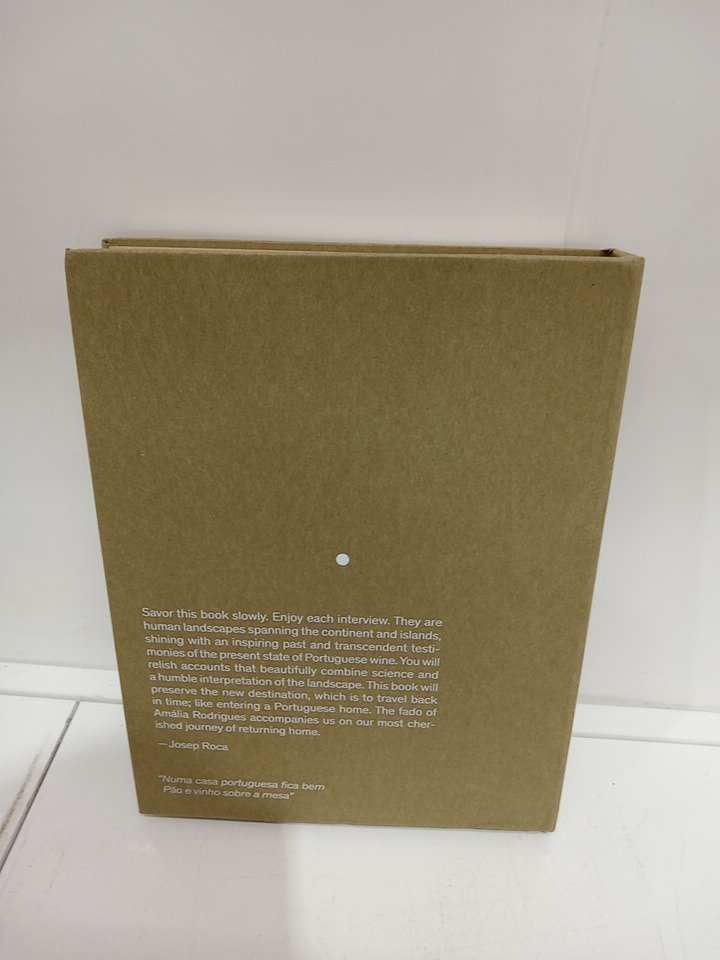 Savor this book slowly. Enjoy each interview. They are
human landscapes spanning the continent and islands,
shining with an inspiring past and transcendent testi-
monies of the present state of Portuguese wine. You will
relish accounts that beautifully combine science and
a humble interpretation of the landscape. This book will
preserve the new destination, which is to travel back
in time; like entering a Portuguese home. The fado of
Amália Rodrigues accompanies us on our most cher-
ished journey of returning home.
—Josep Roca
"Numa casa portuguesa fica bem
Pão e vinho sobre a mesa"